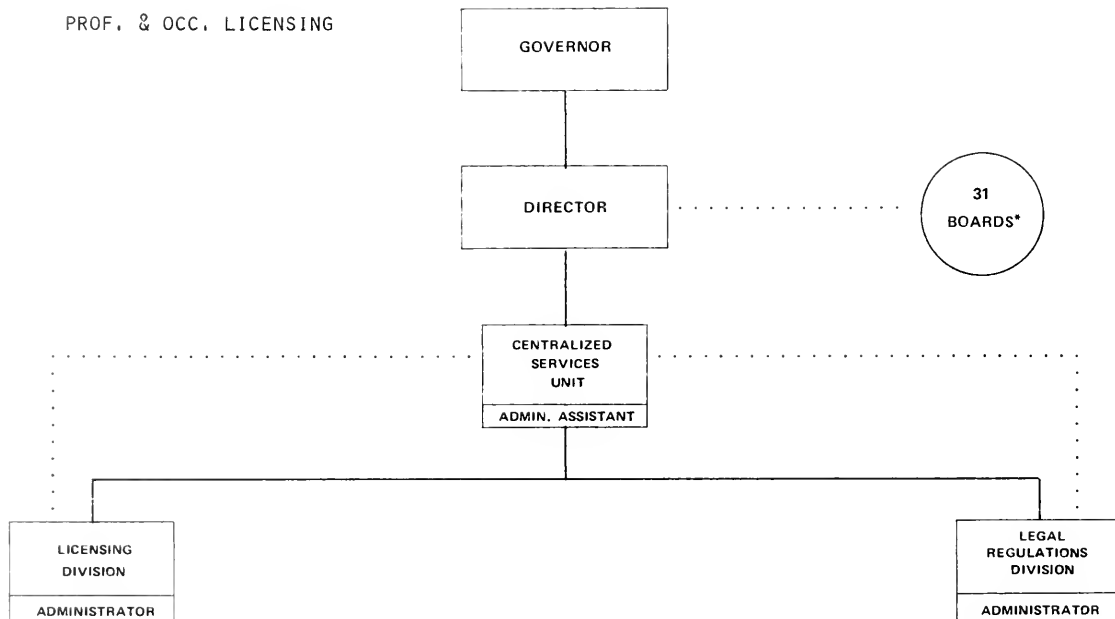 PROF. & OCC. LICENSING
GOVERNOR
DIRECTOR
31
BOARDS*
CENTRALIZED
SERVICES
UNIT
ADMIN. ASSISTANT
LICENSING
DIVISION
ADMINISTRATOR
LEGAL
REGULATIONS
DIVISION
ADMINISTRATOR